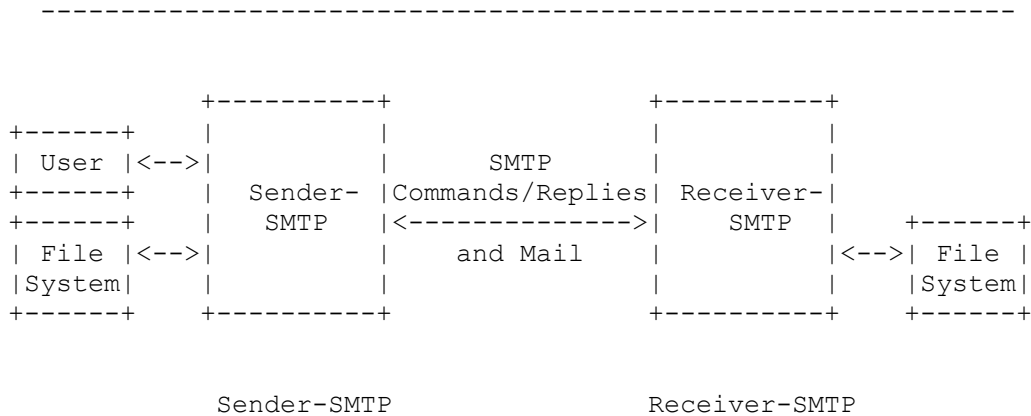 -------------------------------------------------------------
            +----------+                +----------+
+------+    |          |                |          |
| User |<-->|          |      SMTP      |          |
+------+    |  Sender- |Commands/Replies| Receiver-|
+------+    |   SMTP   |<-------------->|    SMTP  |    +------+
| File |<-->|          |    and Mail    |          |<-->| File |
|System|    |          |                |          |    |System|
+------+    +----------+                +----------+    +------+
             Sender-SMTP                Receiver-SMTP